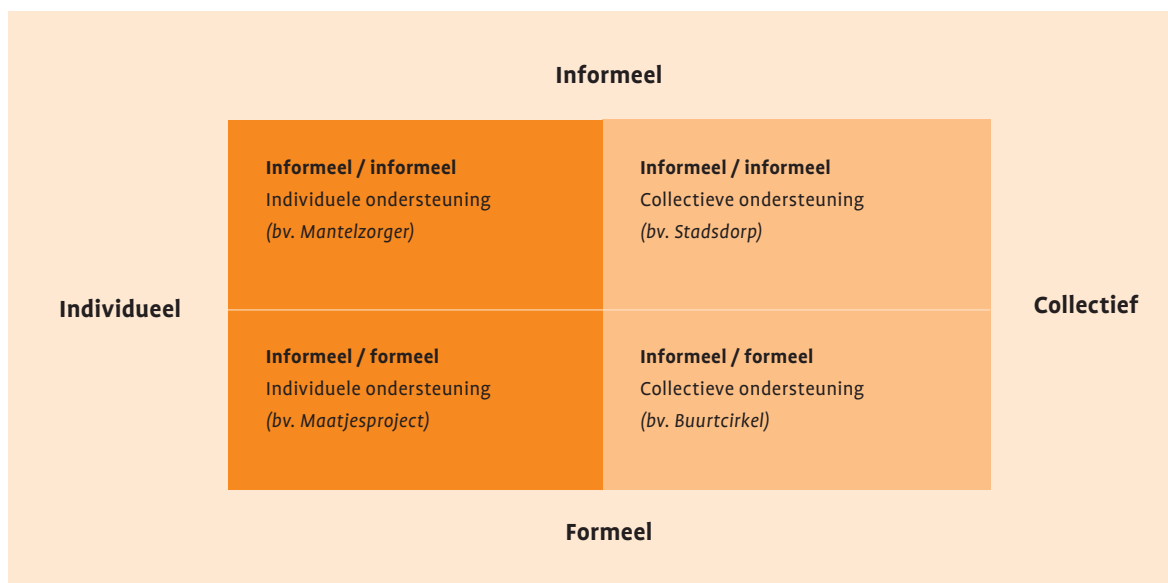 Informeel
Informeel / informeel
Individuele ondersteuning
(bv. Mantelzorger)
Informeel / informeel
Collectieve ondersteuning
(bv. Stadsdorp)
Individueel
Collectief
Informeel / formeel
Individuele ondersteuning
(bv. Maatjesproject)
Informeel / formeel
Collectieve ondersteuning
(bv. Buurtcirkel)
Formeel